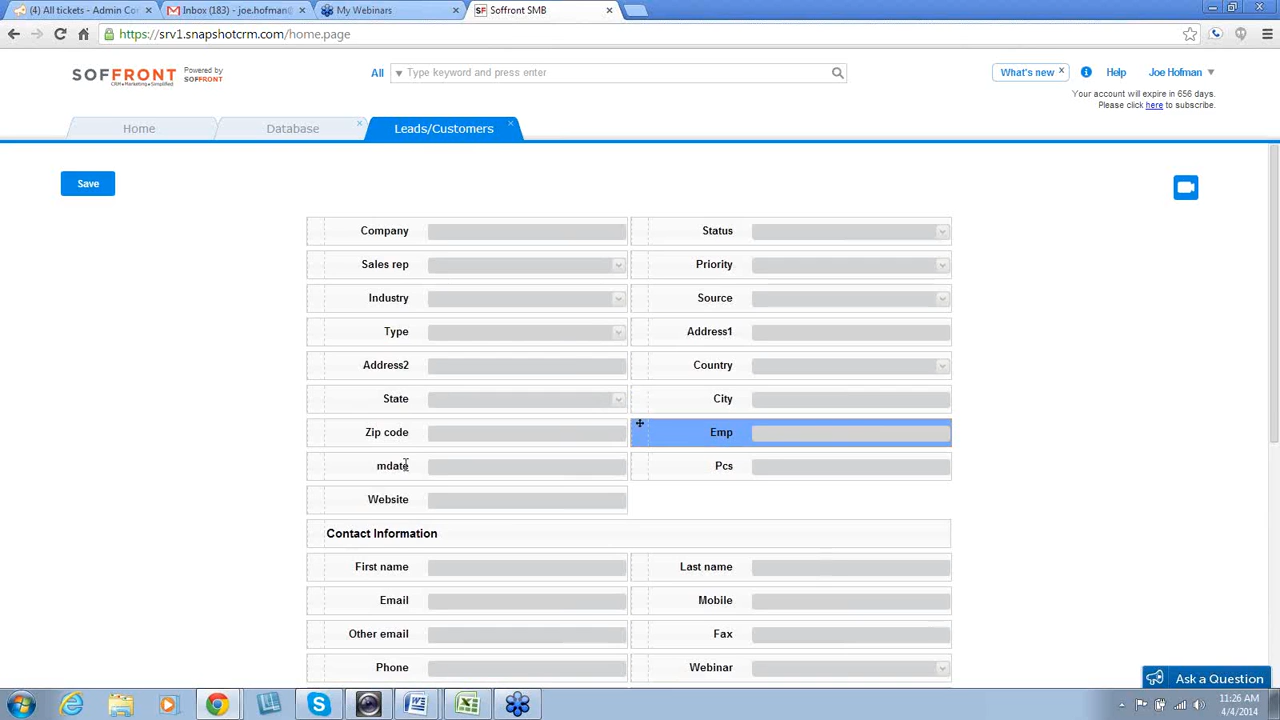 (4) All tickets - Admin Con
Inbox (183) - joe.hofman@
My Webinars
Soffront SMB
https://srv1.snapshotcrm.com/home.page
SOFFRONT
CRM • Marketing • Simplified
Powered by
SOFFRONT
All
Type keyword and press enter
What's new x
Help
Joe Hofman
Your account will expire in 656 days.
Please click here to subscribe.
Home
Database
Leads/Customers
Save
Company
Status
Sales rep
Priority
Industry
Source
Type
Address1
Address2
Country
State
City
Zip code
Emp
mdate
Pcs
Website
Contact Information
First name
Last name
Email
Mobile
Other email
Fax
Phone
Webinar
Ask a Question
11:26 AM
4/4/2014